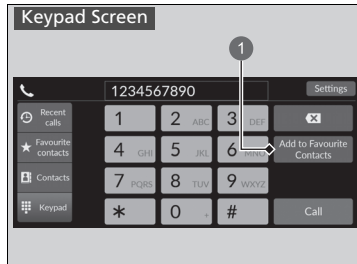 Keypad Screen
1
1234567890
Settings
Recent
calls
1
2 ABC
3 DEF
Favourite
contacts
4 GHI
5 JKL
6 MNO
Add to Favourite
Contacts
Contacts
7 PQRS
8 TUV
9 WXYZ
Keypad
*
0 +
#
Call